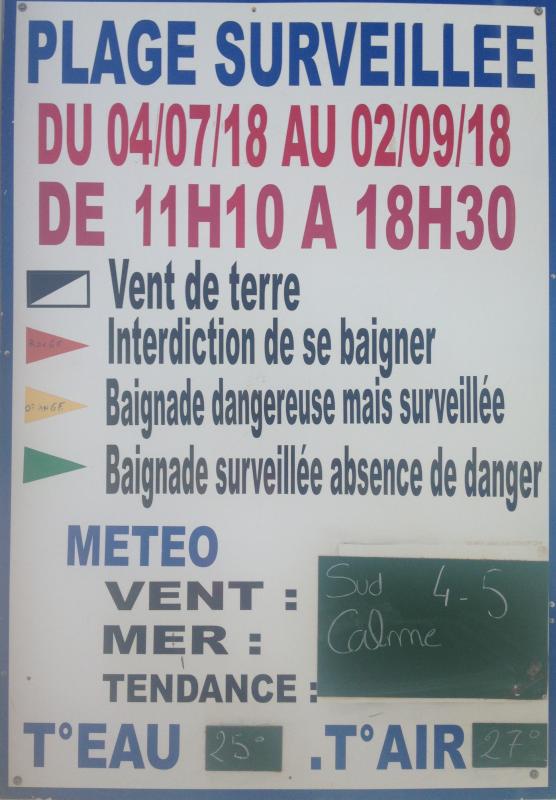 PLAGE SURVEILLEE
DU 04/07/18 AU 02/09/18
DE 11H10 A 18H30
Vent de terre
ROUGE Interdiction de se baigner
ORANGE Baignade dangereuse mais surveillée
Baignade surveillée absence de danger
METEO
VENT : Sud 4-5
MER : Calme
TENDANCE :
T°EAU 25° .T°AIR 27°